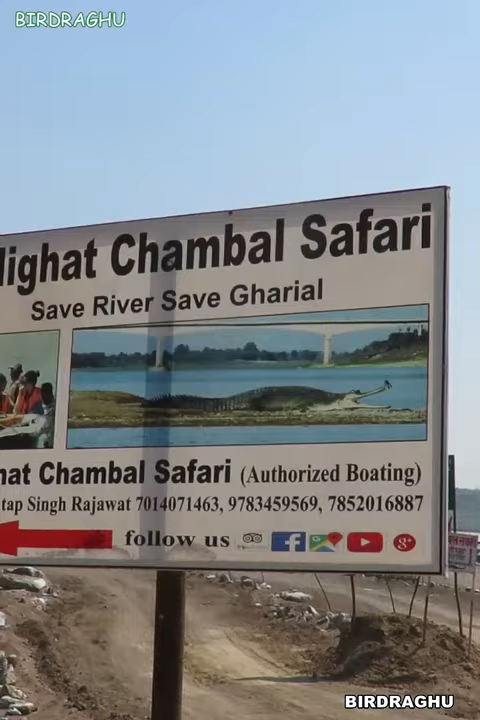 BIRDRAGHU
lighat Chambal Safari
Save River Save Gharial
hat Chambal Safari (Authorized Boating)
tap Singh Rajawat 7014071463, 9783459569, 7852016887
follow us
BIRDRAGHU